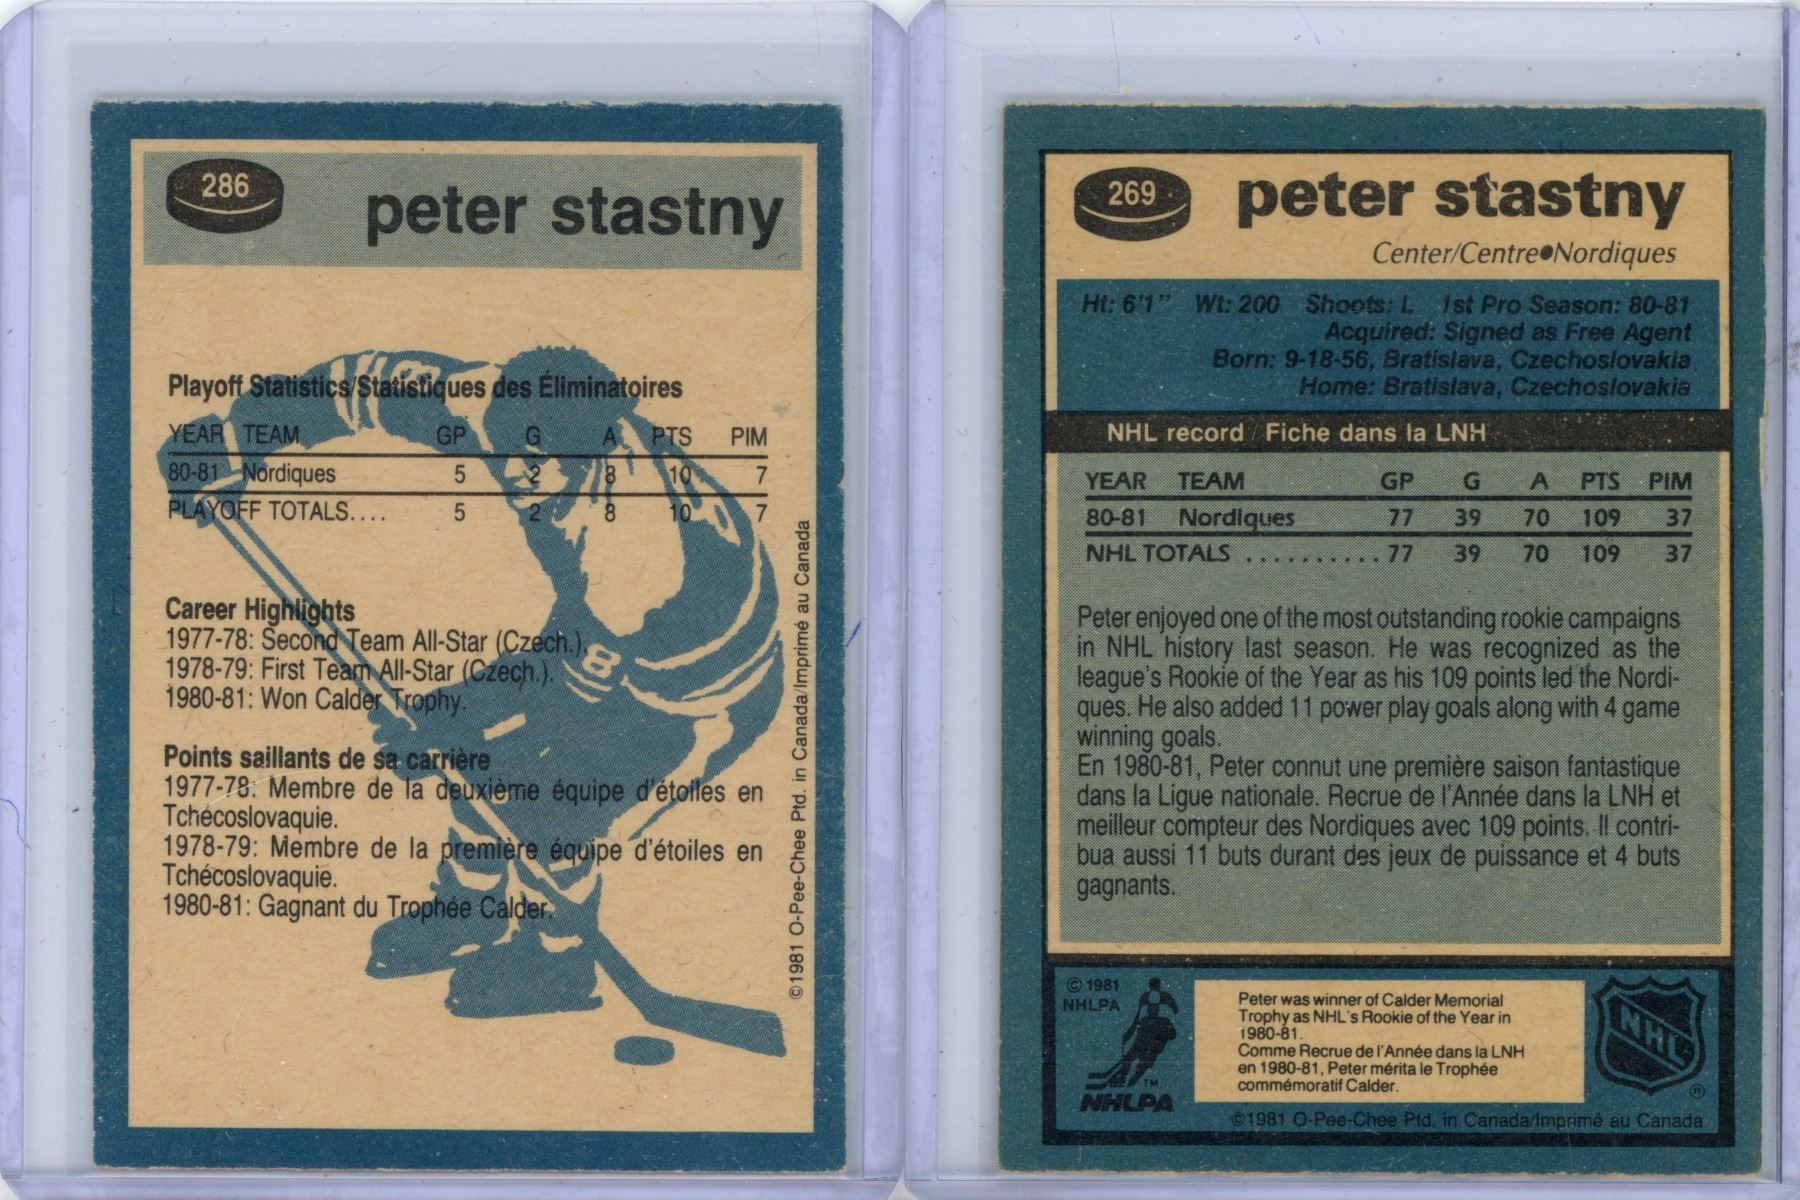 286
peter stastny
Playoff Statistics/Statistiques des Éliminatoires
YEAR TEAM GP G A PTS PIM
80-81 Nordiques 5 2 8 10 7
PLAYOFF TOTALS.... 5 2 8 10 7
Career Highlights
1977-78: Second Team All-Star (Czech.).
1978-79: First Team All-Star (Czech.).
1980-81: Won Calder Trophy.
Points saillants de sa carrière
1977-78: Membre de la deuxième équipe d'étoiles en
Tchécoslovaquie.
1978-79: Membre de la première équipe d'étoiles en
Tchécoslovaquie.
1980-81: Gagnant du Trophée Calder.
8
©1981 O-Pee-Chee Ptd. in Canada/Imprimé au Canada
269
peter stastny
Center/Centre●Nordiques
Ht: 6'1" Wt: 200 Shoots: L 1st Pro Season: 80-81
Acquired: Signed as Free Agent
Born: 9-18-56, Bratislava, Czechoslovakia
Home: Bratislava, Czechoslovakia
NHL record / Fiche dans la LNH
YEAR TEAM GP G A PTS PIM
80-81 Nordiques 77 39 70 109 37
NHL TOTALS ..........77 39 70 109 37
Peter enjoyed one of the most outstanding rookie campaigns
in NHL history last season. He was recognized as the
league's Rookie of the Year as his 109 points led the Nordi-
ques. He also added 11 power play goals along with 4 game
winning goals.
En 1980-81, Peter connut une première saison fantastique
dans la Ligue nationale. Recrue de l'Année dans la LNH et
meilleur compteur des Nordiques avec 109 points. Il contri-
bua aussi 11 buts durant des jeux de puissance et 4 buts
gagnants.
© 1981
NHLPA
TM
NHLPA
Peter was winner of Calder Memorial
Trophy as NHL's Rookie of the Year in
1980-81.
Comme Recrue de l'Année dans la LNH
en 1980-81, Peter mérita le Trophée
commémoratif Calder.
NHL
®
©1981 O-Pee-Chee Ptd. in Canada/Imprimé au Canada